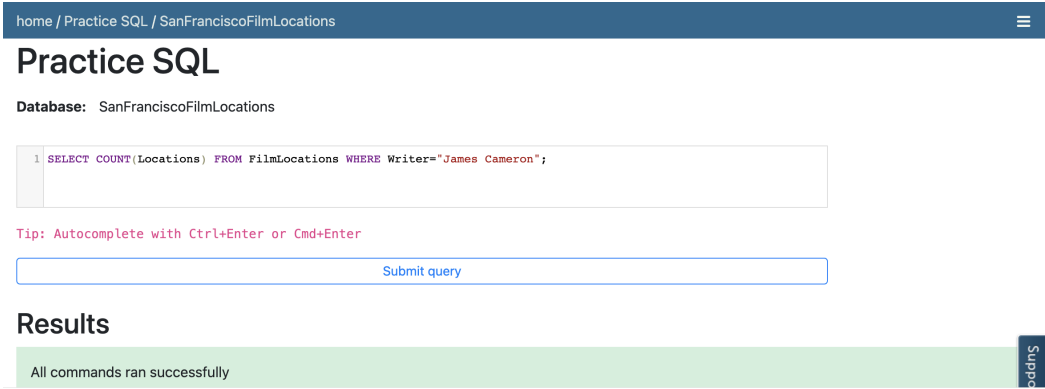 home / Practice SQL / SanFranciscoFilmLocations
Practice SQL
Database: SanFranciscoFilmLocations
1 SELECT COUNT(Locations) FROM FilmLocations WHERE Writer="James Cameron";
Tip: Autocomplete with Ctrl+Enter or Cmd+Enter
Submit query
Results
All commands ran successfully